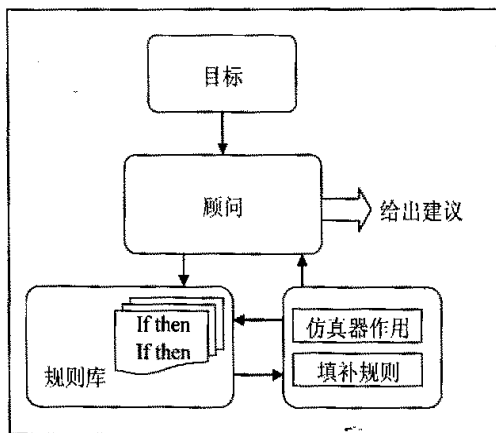 目标
顾问
给出建议
If then
If then
规则库
仿真器作用
填补规则